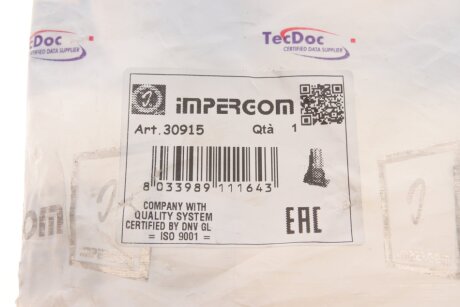 TecDoc
CERTIFIED DATA SUPPLIER
TecDoc
CERTIFIED DATA SUPPLIER
IMPERGOM
Art.30915 Qtà 1
8 033989 111643
COMPANY WITH
QUALITY SYSTEM
CERTIFIED BY DNV GL
= ISO 9001 =
EAC